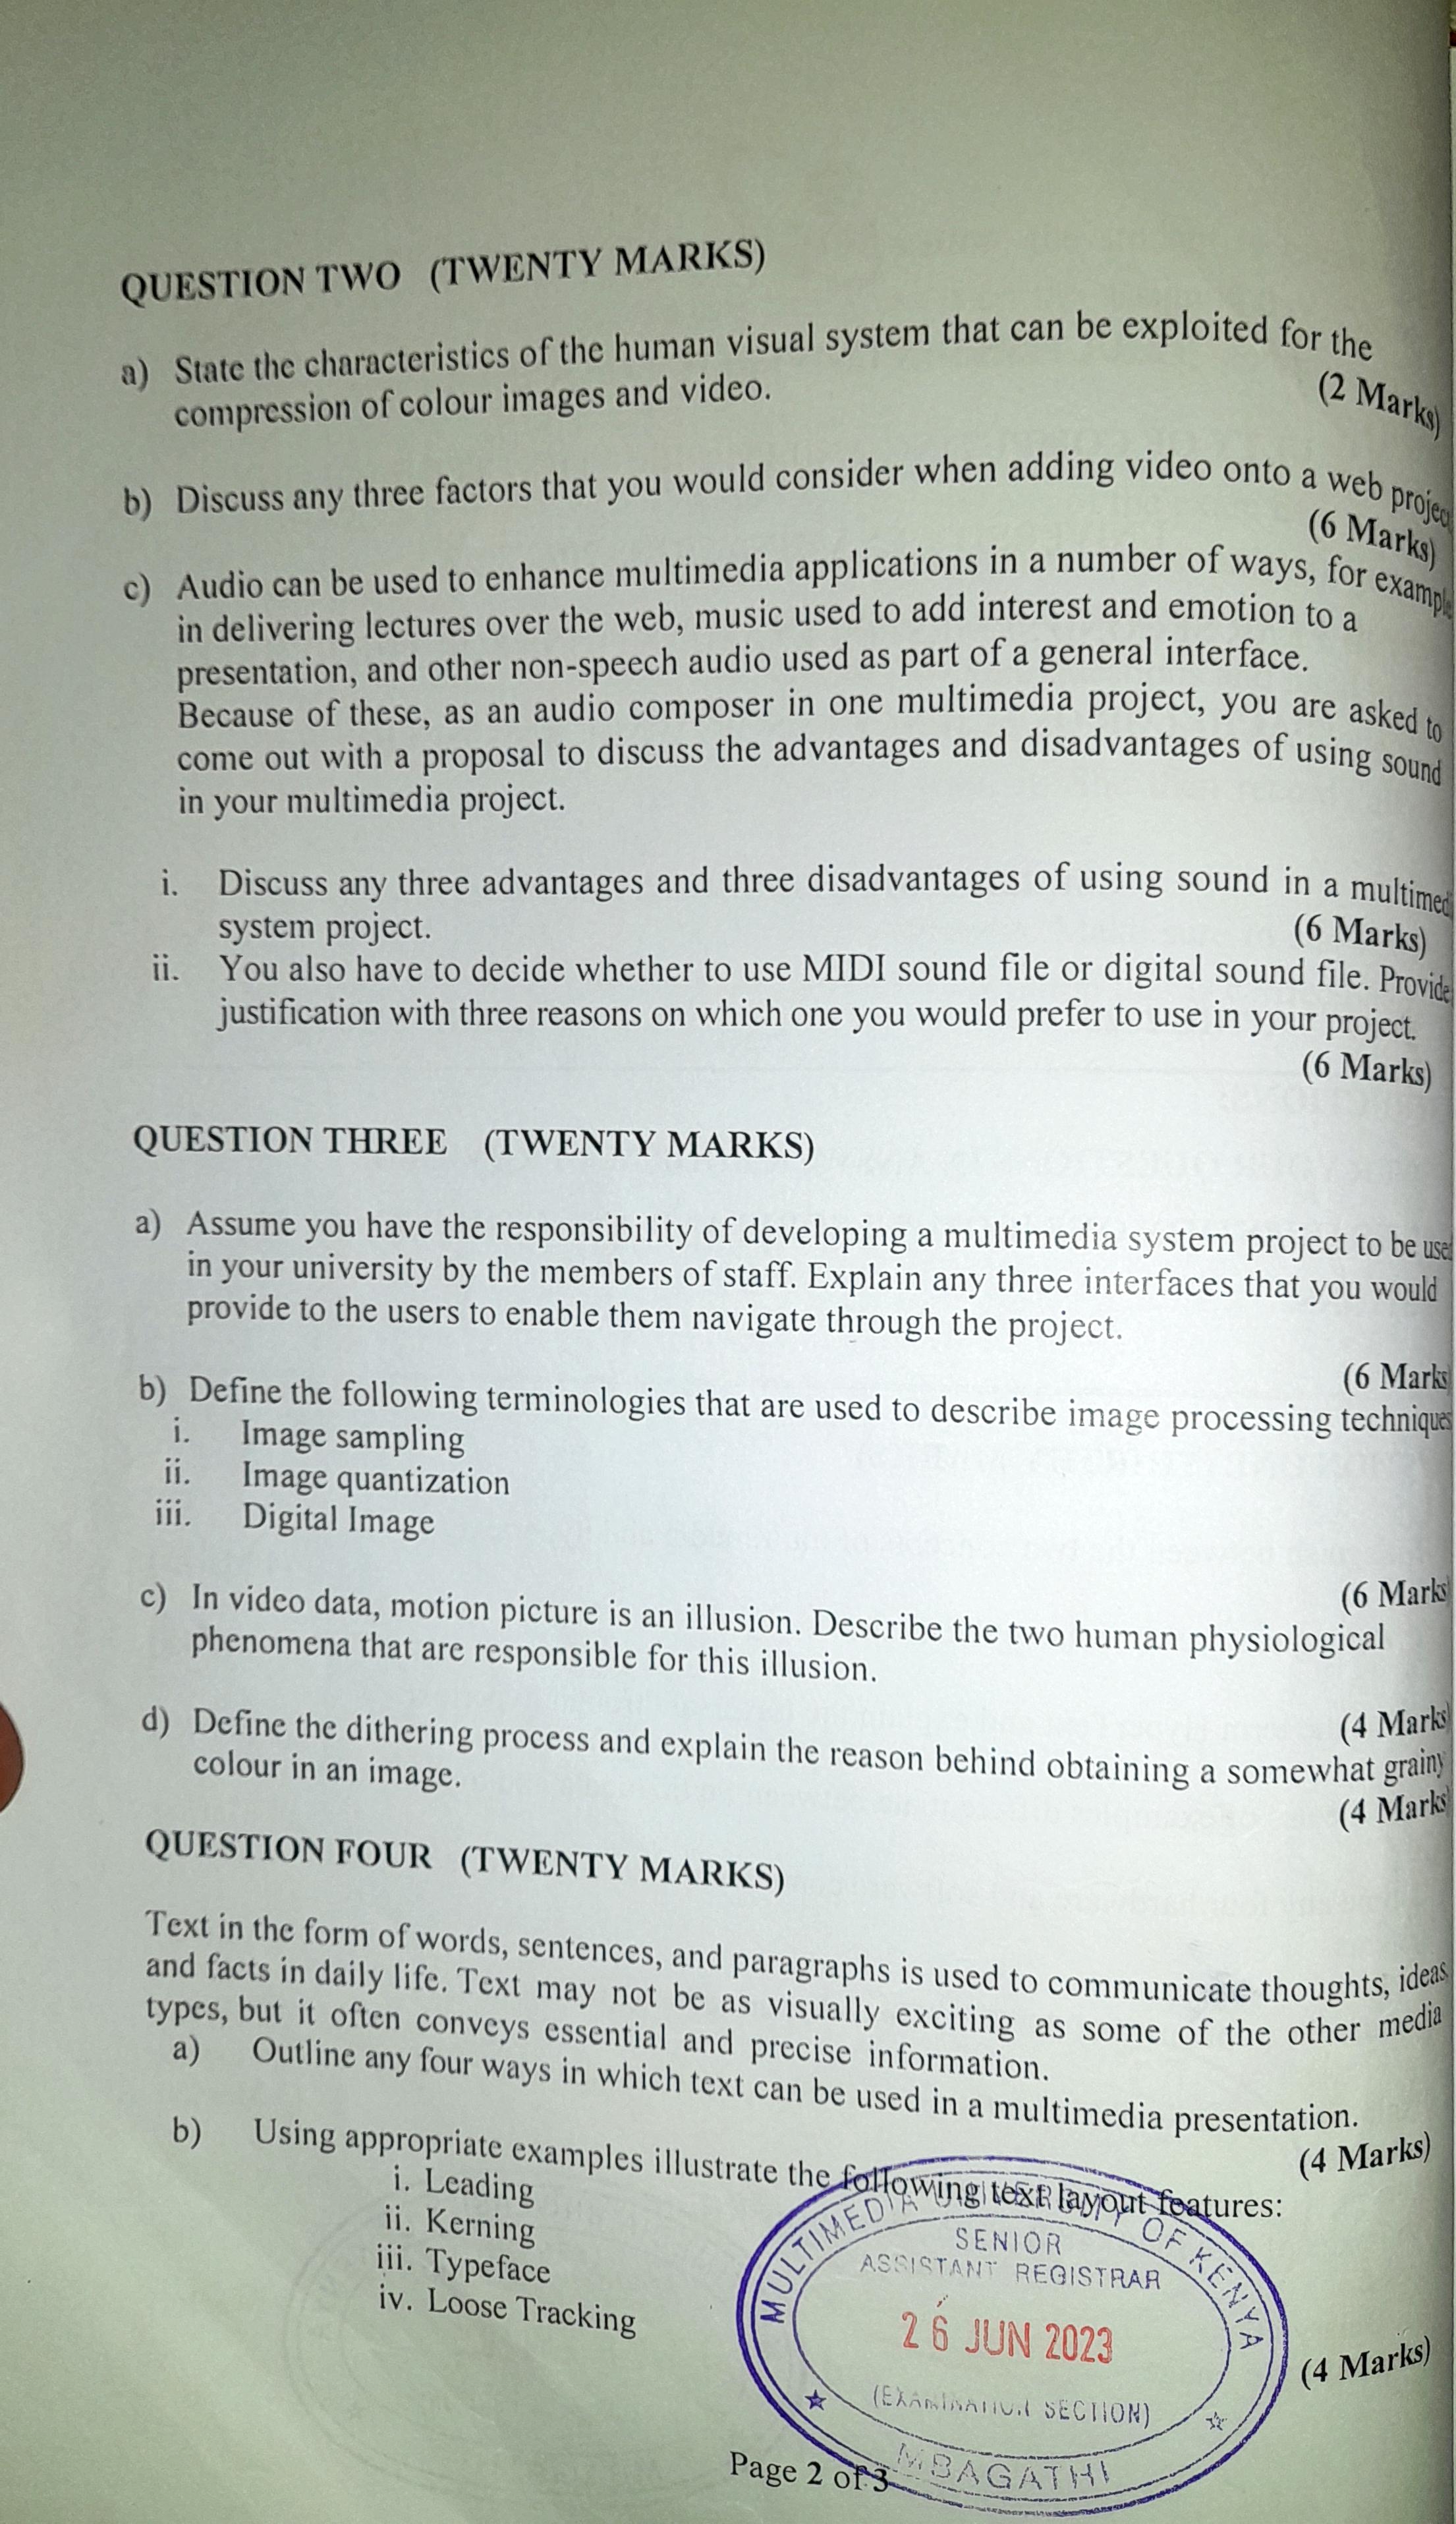 QUESTION TWO (TWENTY MARKS)
a) State the characteristics of the human visual system that can be exploited for the
compression of colour images and video.
(2 Marks)
b) Discuss any three factors that you would consider when adding video onto a web projec
(6 Marks)
c) Audio can be used to enhance multimedia applications in a number of ways, for exampl
in delivering lectures over the web, music used to add interest and emotion to a
presentation, and other non-speech audio used as part of a general interface.
Because of these, as an audio composer in one multimedia project, you are asked to
come out with a proposal to discuss the advantages and disadvantages of using sound
in your multimedia project.
i. Discuss any three advantages and three disadvantages of using sound in a multimed
system project. (6 Marks)
ii. You also have to decide whether to use MIDI sound file or digital sound file. Provide
justification with three reasons on which one you would prefer to use in your project.
(6 Marks)
QUESTION THREE (TWENTY MARKS)
a) Assume you have the responsibility of developing a multimedia system project to be use
in your university by the members of staff. Explain any three interfaces that you would
provide to the users to enable them navigate through the project.
(6 Marks
b) Define the following terminologies that are used to describe image processing techniques
i. Image sampling
ii. Image quantization
iii. Digital Image
(6 Marks
c) In video data, motion picture is an illusion. Describe the two human physiological
phenomena that are responsible for this illusion.
(4 Marks
d) Define the dithering process and explain the reason behind obtaining a somewhat grainy
colour in an image.
(4 Marks
QUESTION FOUR (TWENTY MARKS)
Text in the form of words, sentences, and paragraphs is used to communicate thoughts, ideas
and facts in daily life. Text may not be as visually exciting as some of the other media
types, but it often conveys essential and precise information.
a) Outline any four ways in which text can be used in a multimedia presentation.
(4 Marks)
b) Using appropriate examples illustrate the following text layout features:
i. Leading
ii. Kerning
iii. Typeface
iv. Loose Tracking
(4 Marks)
MULTIMEDIA UNIVERSITY OF KENYA
SENIOR
ASSISTANT REGISTRAR
26 JUN 2023
(EXAMINATION SECTION)
MBAGATHI
Page 2 of 3